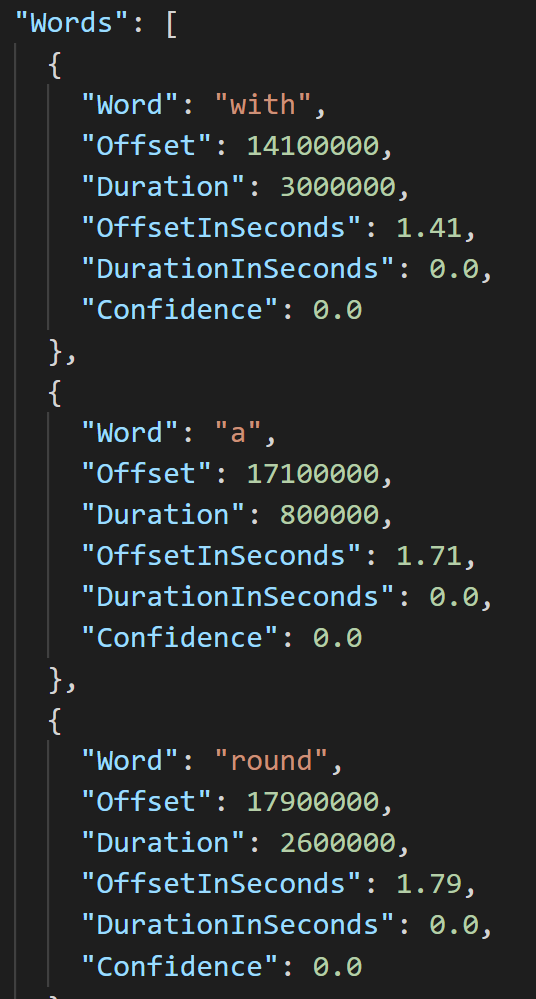 "Words": [
{
"Word": "with",
"Offset": 14100000,
"Duration": 3000000,
"OffsetInSeconds": 1.41,
"DurationInSeconds": 0.0,
"Confidence": 0.0
},
{
"Word": "a",
"Offset": 17100000,
"Duration": 800000,
"OffsetInSeconds": 1.71,
"DurationInSeconds": 0.0,
"Confidence": 0.0
},
{
"Word": "round",
"Offset": 17900000,
"Duration": 2600000,
"OffsetInSeconds": 1.79,
"DurationInSeconds": 0.0,
"Confidence": 0.0